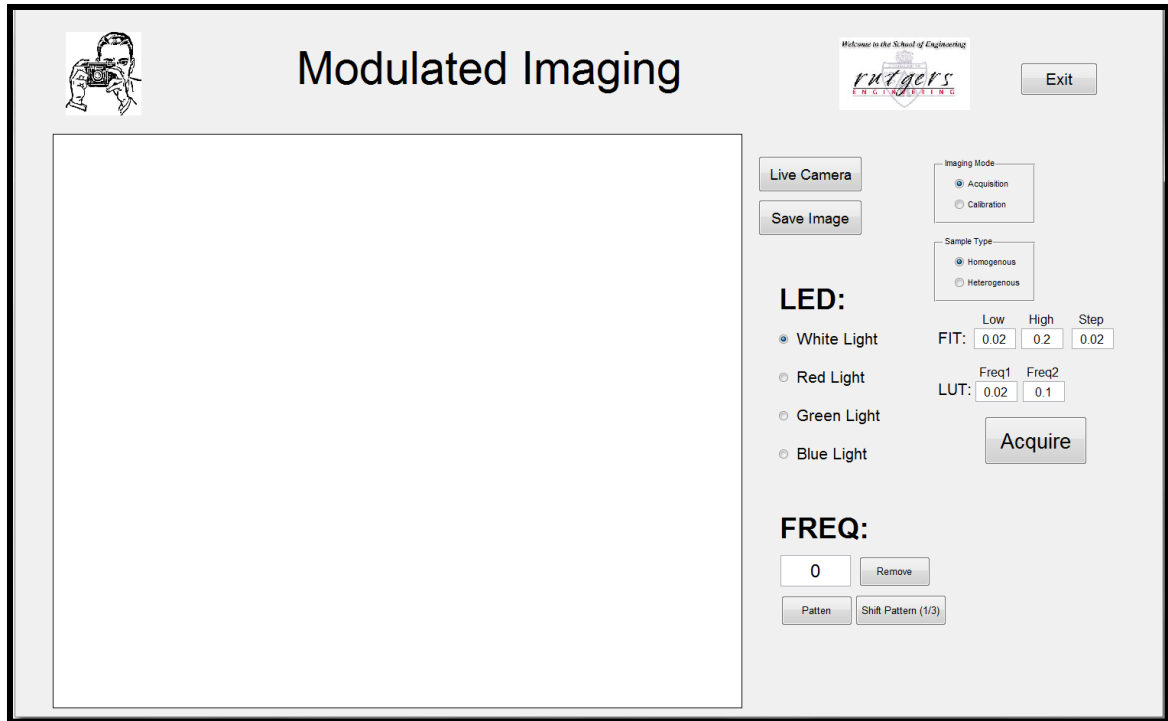 Modulated Imaging
Welcome to the School of Engineering
rutgers
ENGINEERING
Exit
Live Camera
Save Image
Imaging Mode
Acquisition
Calibration
Sample Type
Homogenous
Heterogenous
LED:
White Light
Red Light
Green Light
Blue Light
Low High Step
FIT: 0.02 0.2 0.02
Freq1 Freq2
LUT: 0.02 0.1
Acquire
FREQ:
0 Remove
Patten Shift Pattern (1/3)